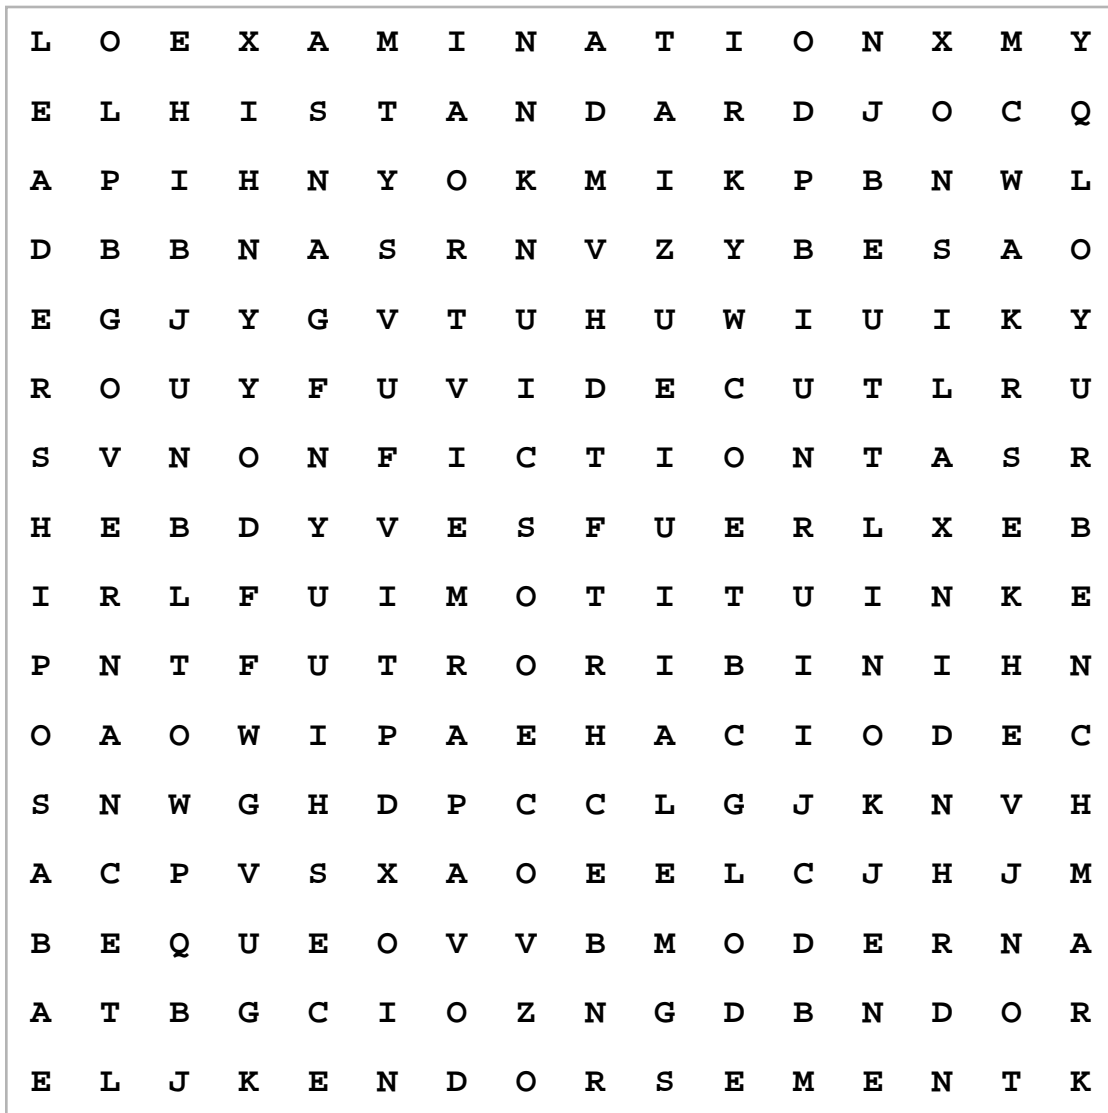 L O E X A M I N A T I O N X M Y
E L H I S T A N D A R D J O C Q
A P I H N Y O K M I K P B N W L
D B B N A S R N V Z Y B E S A O
E G J Y G V T U H U W I U I K Y
R O U Y F U V I D E C U T L R U
S V N O N F I C T I O N T A S R
H E B D Y V E S F U E R L X E B
I R L F U I M O T I T U I N K E
P N T F U T R O R I B I N I H N
O A O W I P A E H A C I O D E C
S N W G H D P C C L G J K N V H
A C P V S X A O E E L C J H J M
B E Q U E O V V B M O D E R N A
A T B G C I O Z N G D B N D O R
E L J K E N D O R S E M E N T K